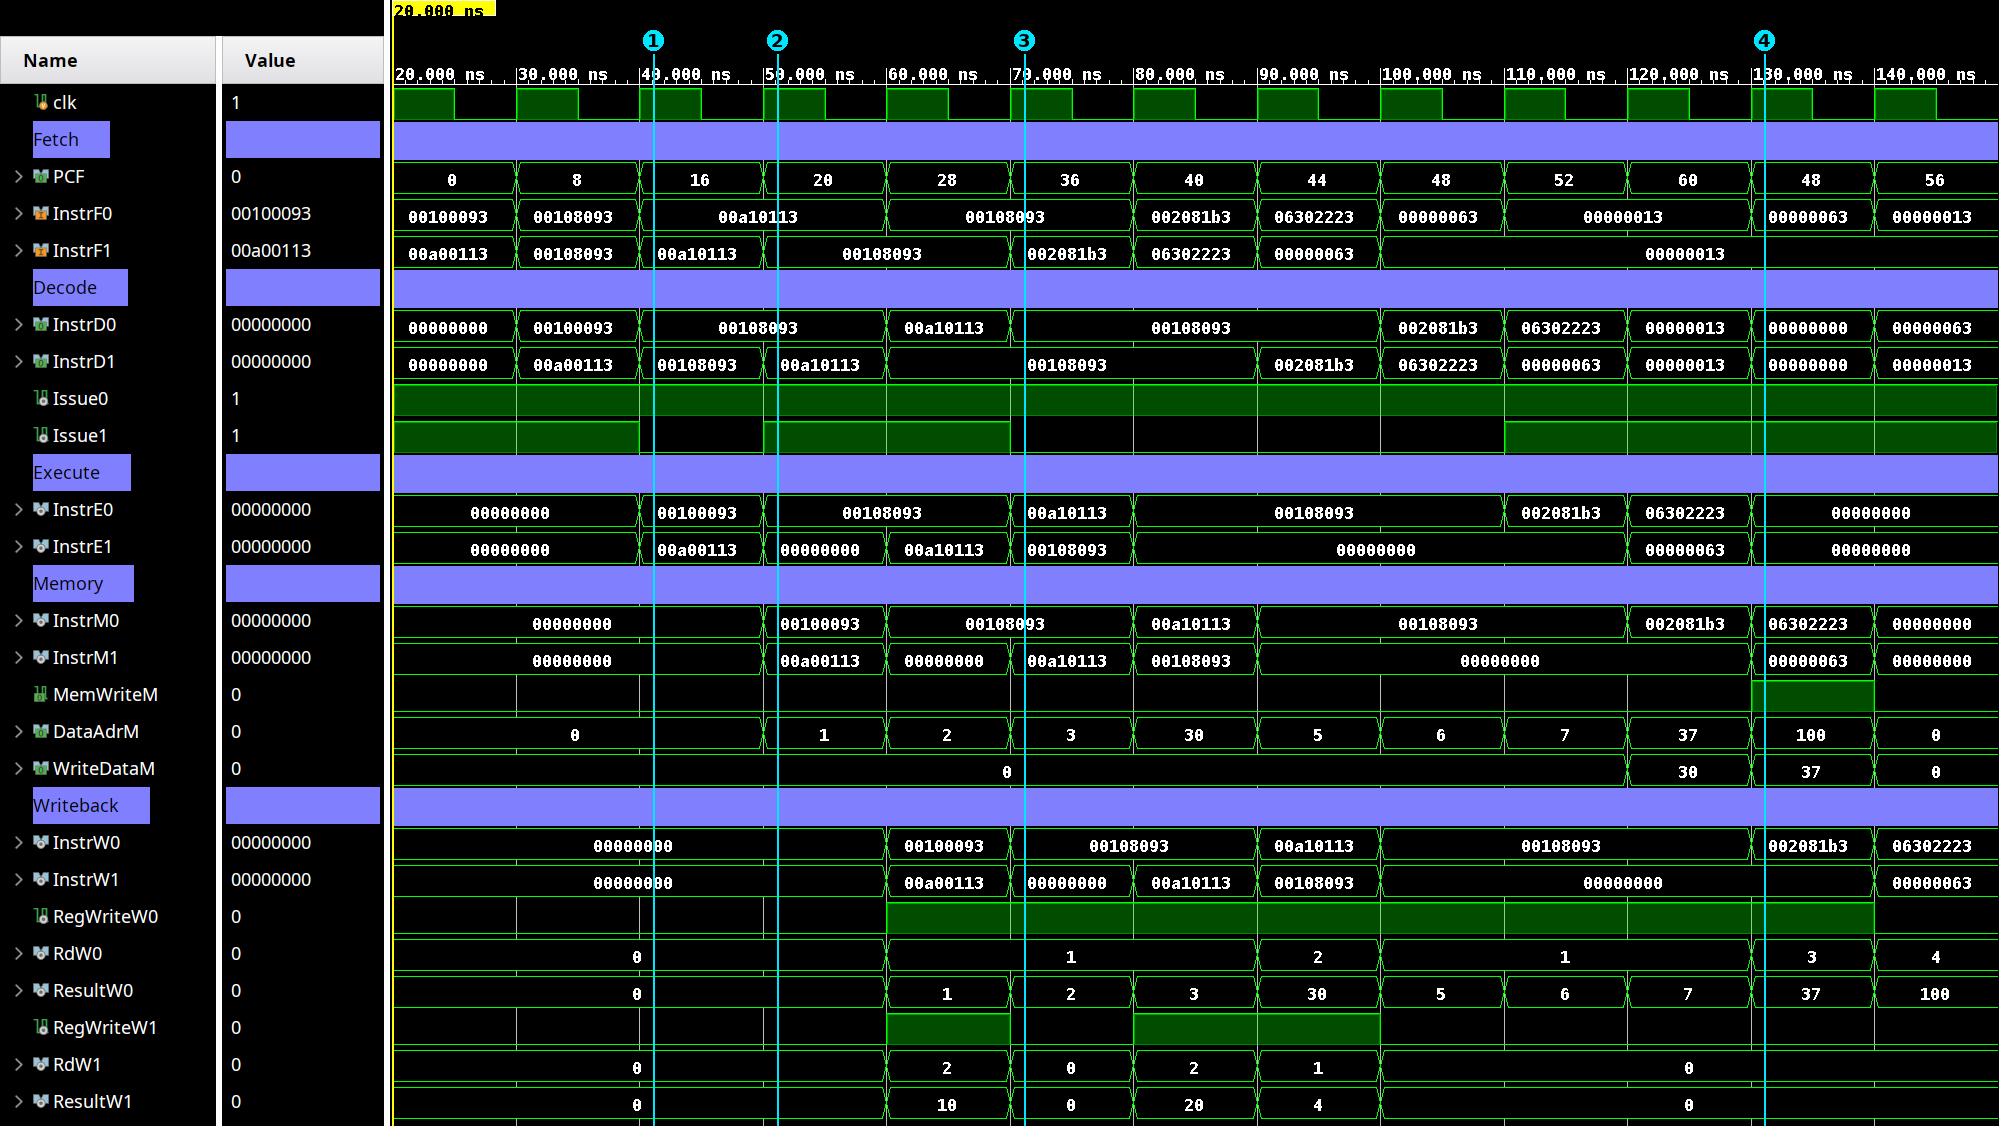 20.000 ns
1 2 3 4
Name Value 20.000 ns 30.000 ns 40.000 ns 50.000 ns 60.000 ns 70.000 ns 80.000 ns 90.000 ns 100.000 ns 110.000 ns 120.000 ns 130.000 ns 140.000 ns
clk 1
Fetch
PCF 0 0 8 16 20 28 36 40 44 48 52 60 48 56
InstrF0 00100093 00100093 00108093 00a10113 00108093 002081b3 06302223 00000063 00000013 00000063 00000013
InstrF1 00a00113 00a00113 00108093 00a10113 00108093 002081b3 06302223 00000063 00000013
Decode
InstrD0 00000000 00000000 00100093 00108093 00a10113 00108093 002081b3 06302223 00000013 00000000 00000063
InstrD1 00000000 00000000 00a00113 00108093 00a10113 00108093 002081b3 06302223 00000063 00000013 00000000 00000013
Issue0 1
Issue1 1
Execute
InstrE0 00000000 00000000 00100093 00108093 00a10113 00108093 002081b3 06302223 00000000
InstrE1 00000000 00000000 00a00113 00000000 00a10113 00108093 00000000 00000063 00000000
Memory
InstrM0 00000000 00000000 00100093 00108093 00a10113 00108093 002081b3 06302223 00000000
InstrM1 00000000 00000000 00a00113 00000000 00a10113 00108093 00000000 00000063 00000000
MemWriteM 0
DataAdrM 0 0 1 2 3 30 5 6 7 37 100 0
WriteDataM 0 0 30 37 0
Writeback
InstrW0 00000000 00000000 00100093 00108093 00a10113 00108093 002081b3 06302223
InstrW1 00000000 00000000 00a00113 00000000 00a10113 00108093 00000000 00000063
RegWriteW0 0
RdW0 0 0 1 2 1 3 4
ResultW0 0 0 1 2 3 30 5 6 7 37 100
RegWriteW1 0
RdW1 0 0 2 0 2 1 0
ResultW1 0 0 10 0 20 4 0